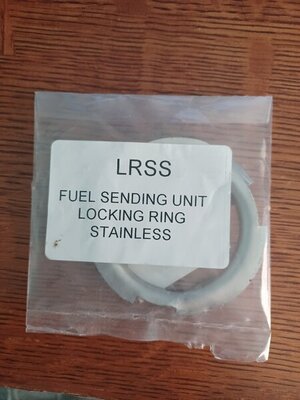 LRSS
FUEL SENDING UNIT
LOCKING RING
STAINLESS